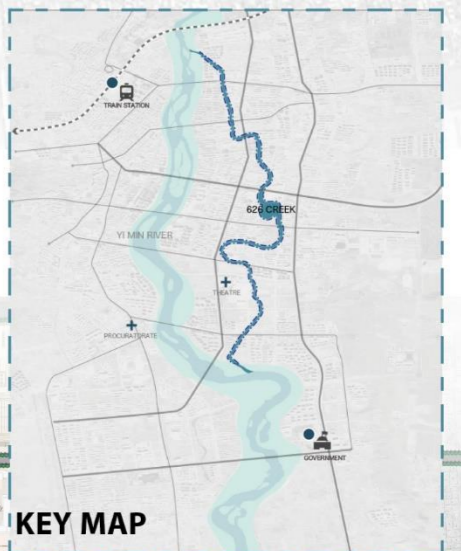 TRAIN STATION
626 CREEK
YI MIN RIVER
THEATRE
PROCURATORATE
GOVERNMENT
KEY MAP